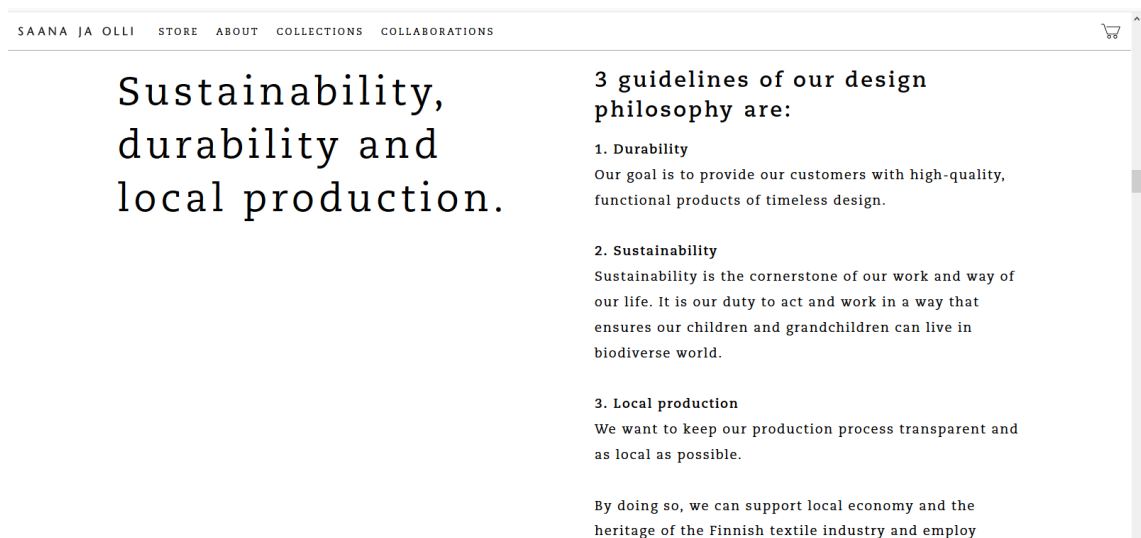 SAANA JA OLLI STORE ABOUT COLLECTIONS COLLABORATIONS
Sustainability,
durability and
local production.
3 guidelines of our design
philosophy are:
1. Durability
Our goal is to provide our customers with high-quality,
functional products of timeless design.
2. Sustainability
Sustainability is the cornerstone of our work and way of
our life. It is our duty to act and work in a way that
ensures our children and grandchildren can live in
biodiverse world.
3. Local production
We want to keep our production process transparent and
as local as possible.
By doing so, we can support local economy and the
heritage of the Finnish textile industry and employ